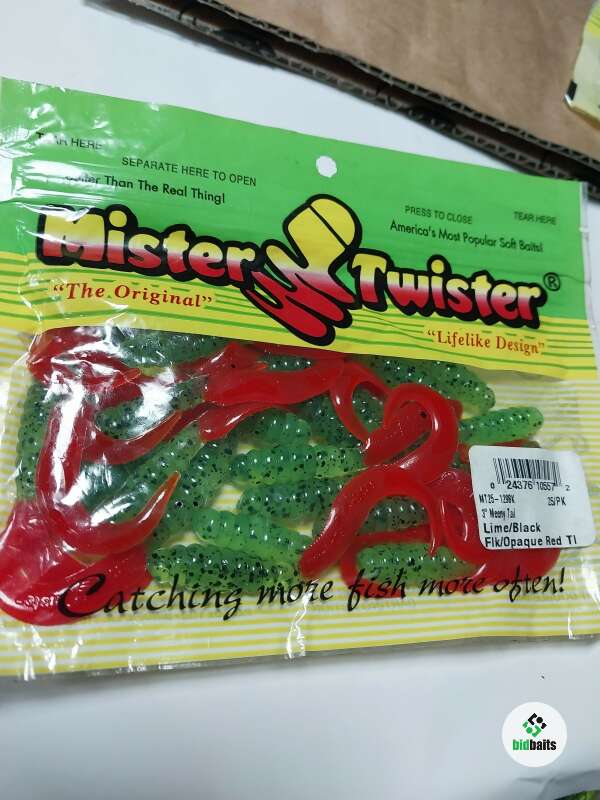 TEAR HERE
SEPARATE HERE TO OPEN
Than The Real Thing!
PRESS TO CLOSE
TEAR HERE
America's Most Popular Soft Baits!
Mister Twister®
"The Original"
"Lifelike Design"
0 24376 10557 2
MT25-1299K 25/PK
3" Meeny Tail
Lime/Black
Flk/Opaque Red Tl
Catching more fish more often!
bidbaits